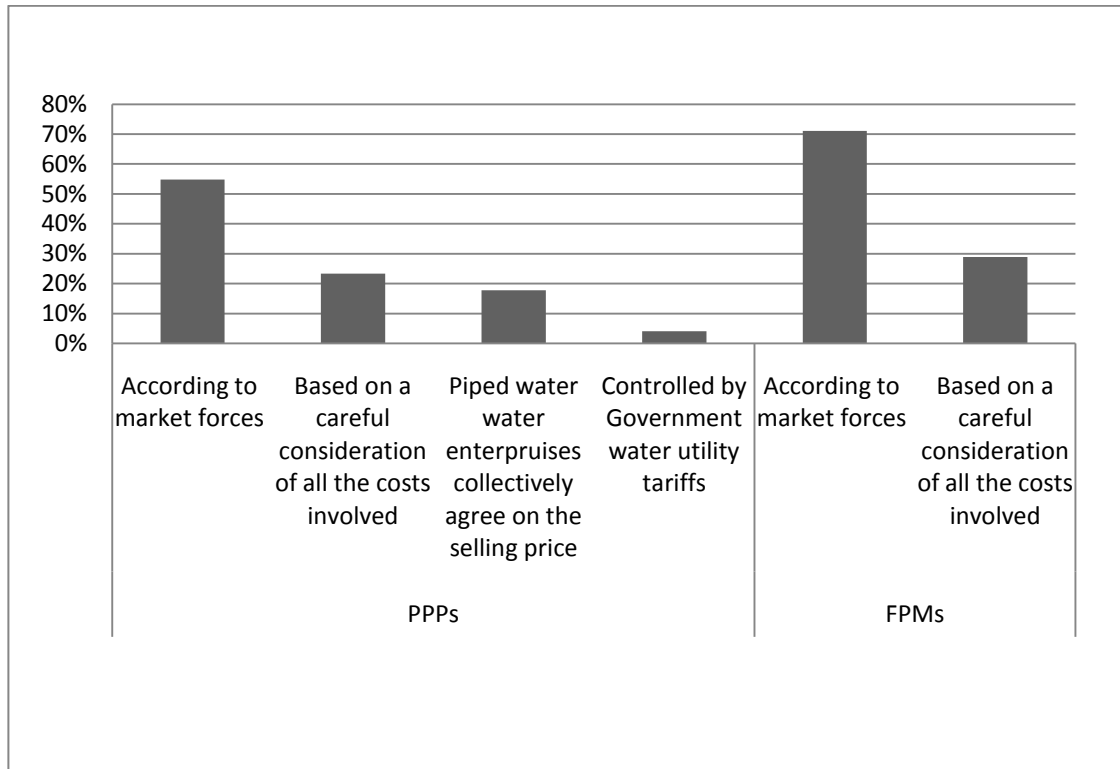 80%
70%
60%
50%
40%
30%
20%
10%
0%
According to
market forces
Based on a
careful
consideration
of all the costs
involved
Piped water
water
enterpruises
collectively
agree on the
selling price
Controlled by
Government
water utility
tariffs
According to
market forces
Based on a
careful
consideration
of all the costs
involved
PPPs
FPMs